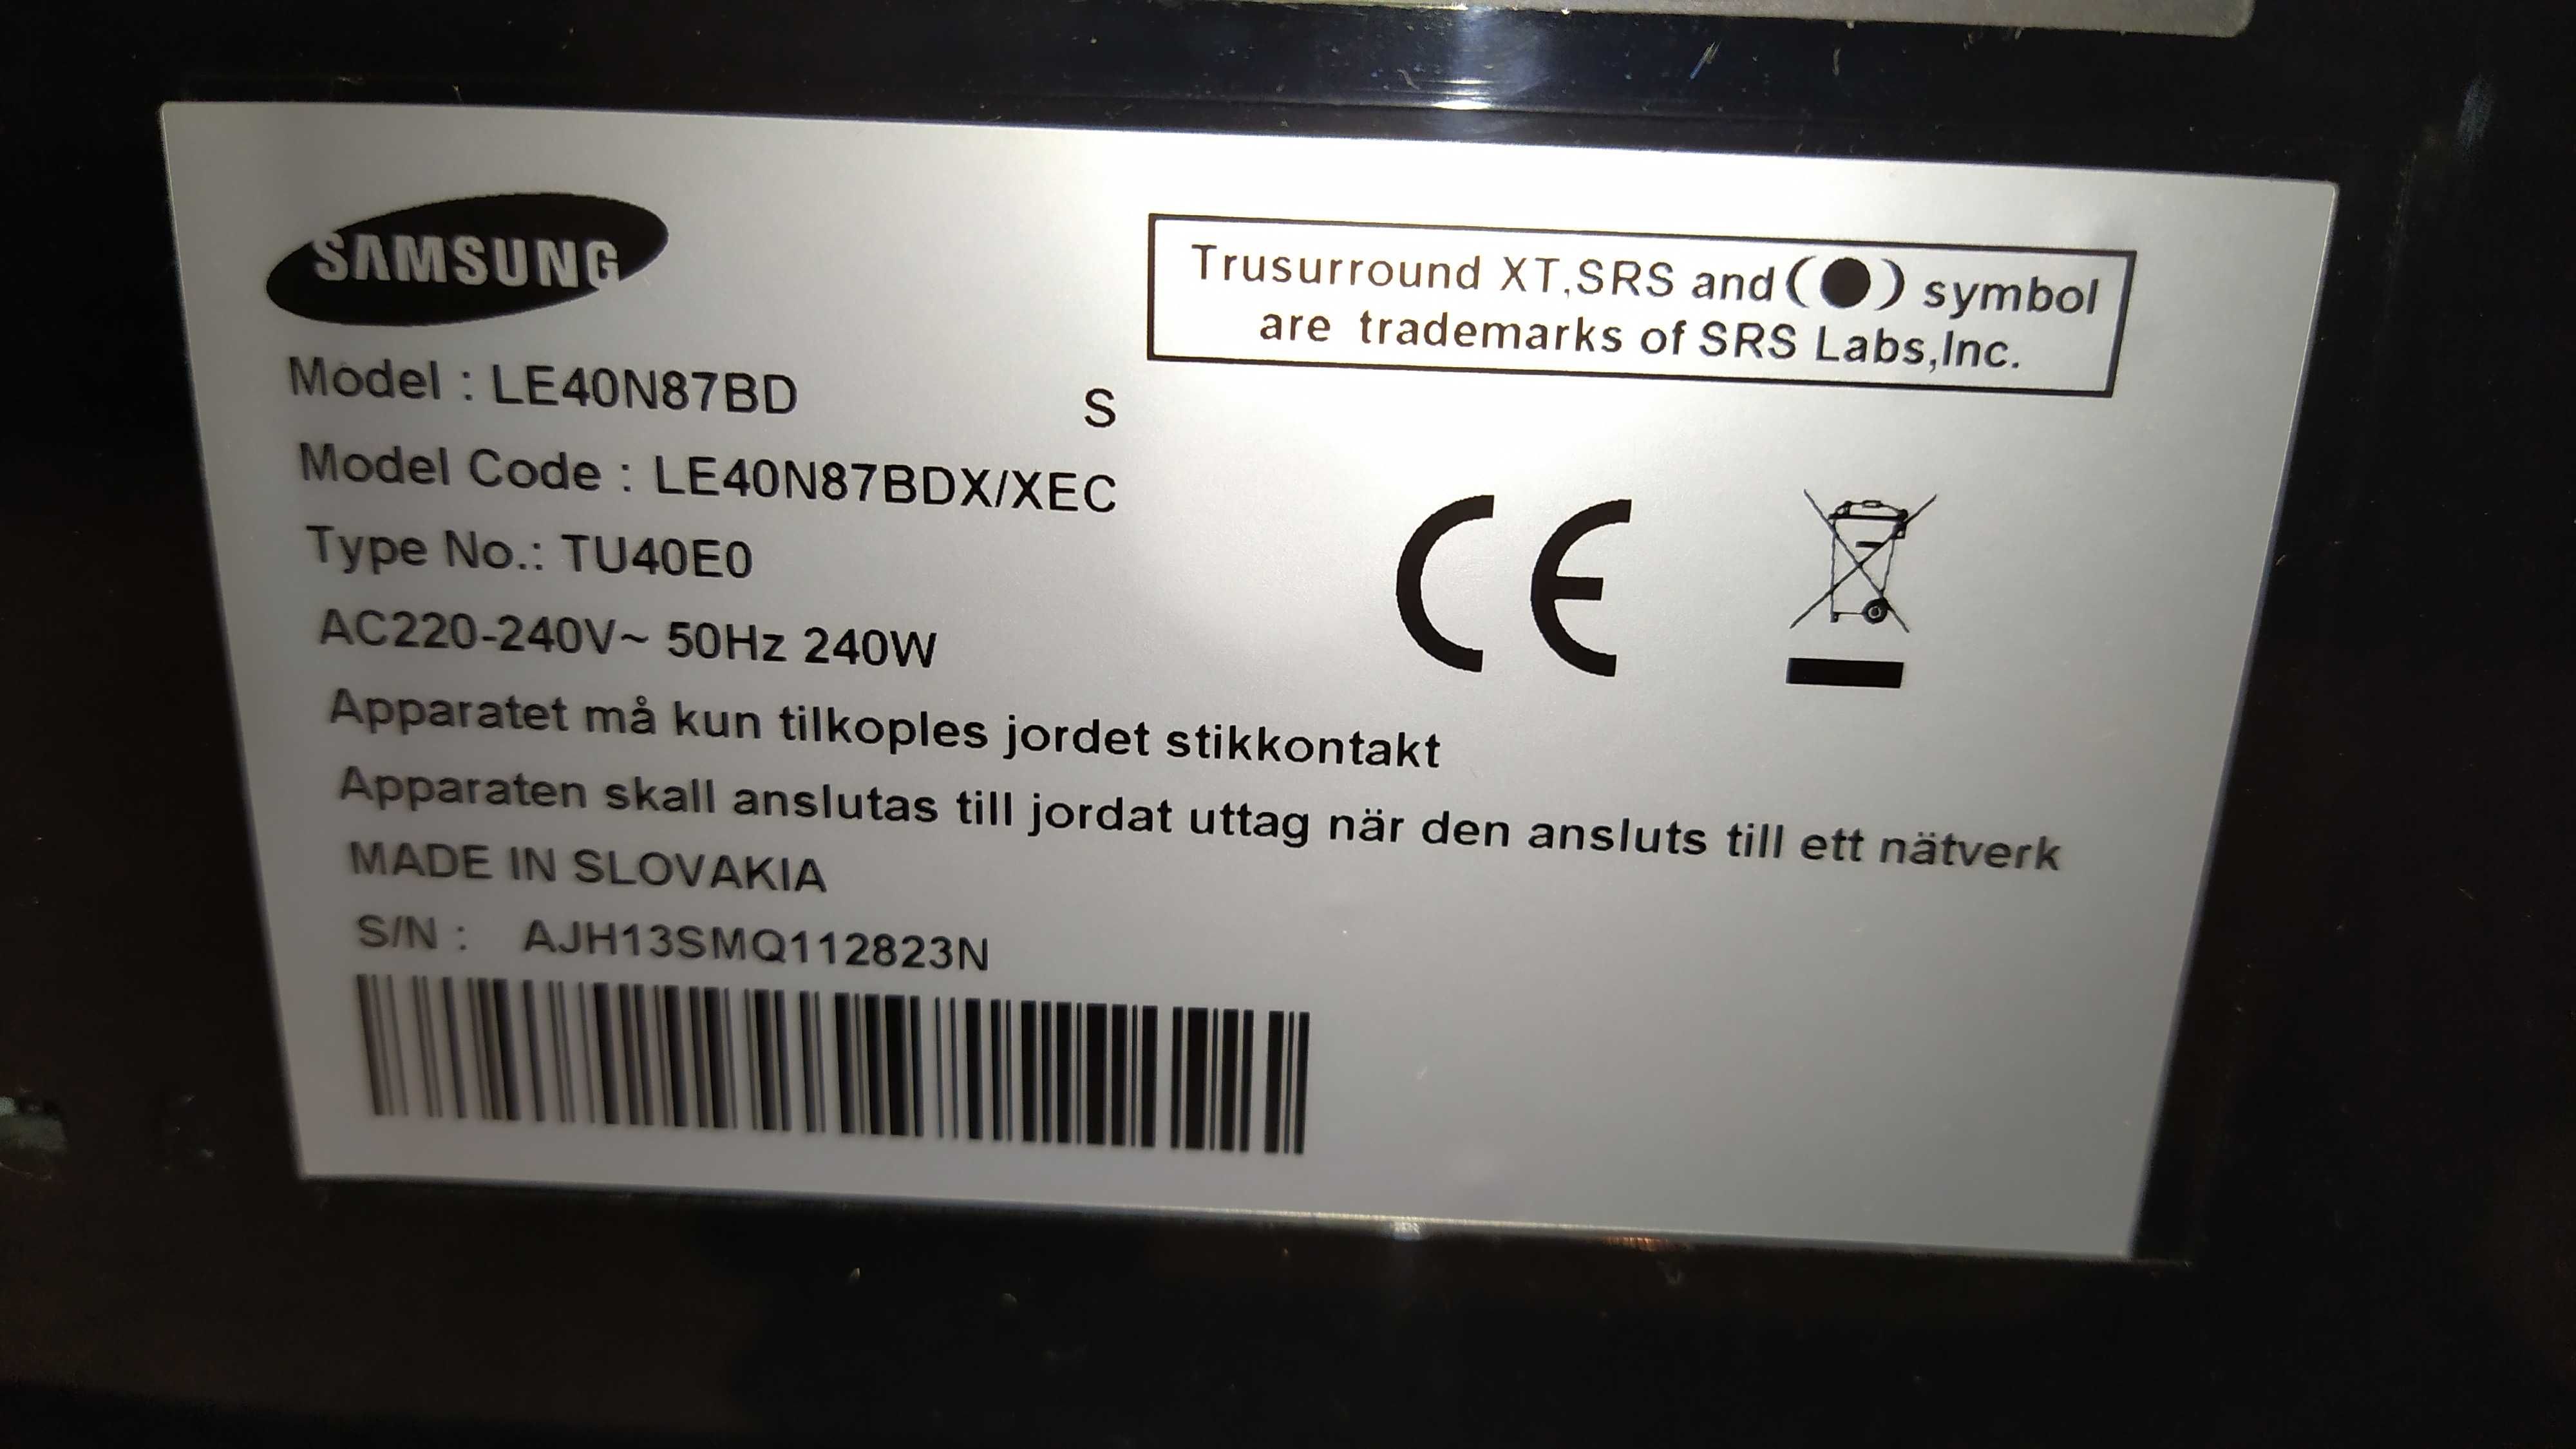 SAMSUNG
Trusurround XT,SRS and (●) symbol
are trademarks of SRS Labs,Inc.
Model : LE40N87BD S
Model Code : LE40N87BDX/XEC
Type No.: TU40E0
AC220-240V~ 50Hz 240W
CE
Apparatet må kun tilkoples jordet stikkontakt
Apparaten skall anslutas till jordat uttag när den ansluts till ett nätverk
MADE IN SLOVAKIA
S/N : AJH13SMQ112823N